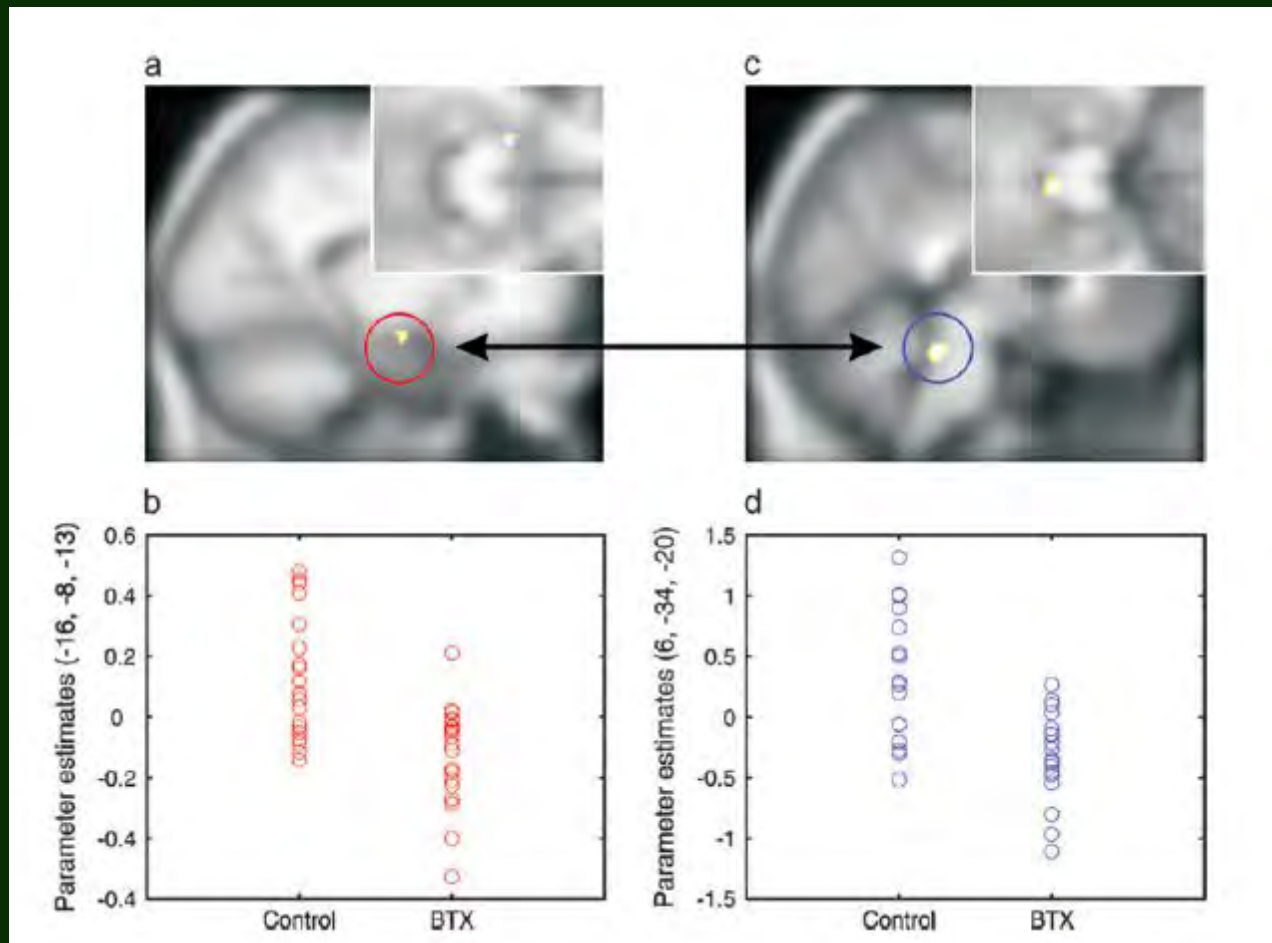 a
c
b
d
Parameter estimates (-16, -8, -13)
0.6
0.4
0.2
0
-0.2
-0.4
Control
BTX
Parameter estimates (6, -34, -20)
1.5
1
0.5
0
-0.5
-1
-1.5
Control
BTX